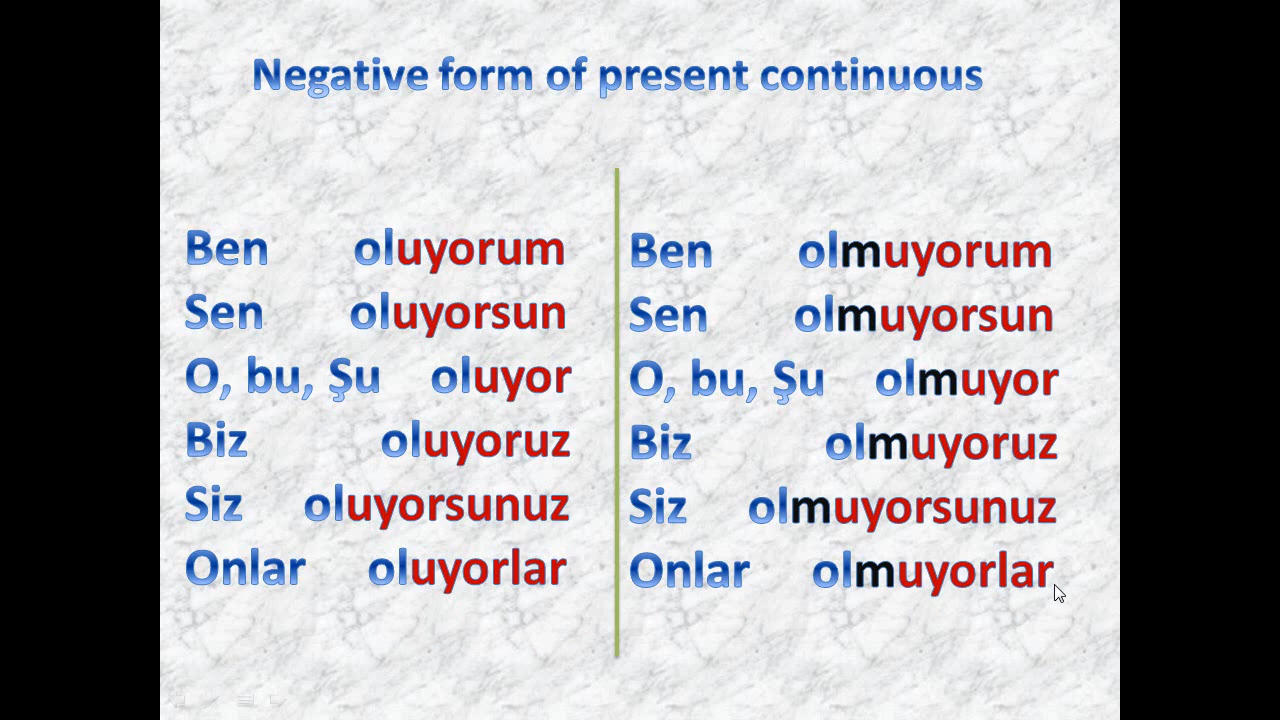 Negative form of present continuous
Ben oluyorum
Sen oluyorsun
O, bu, Şu oluyor
Biz oluyoruz
Siz oluyorsunuz
Onlar oluyorlar
Ben olmuyorum
Sen olmuyorsun
O, bu, Şu olmuyor
Biz olmuyoruz
Siz olmuyorsunuz
Onlar olmuyorlar